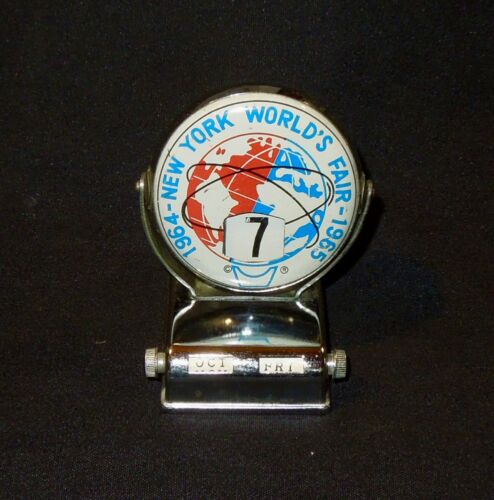 1964-NEW YORK WORLD'S FAIR-1965
7
© ®
OCT FRI